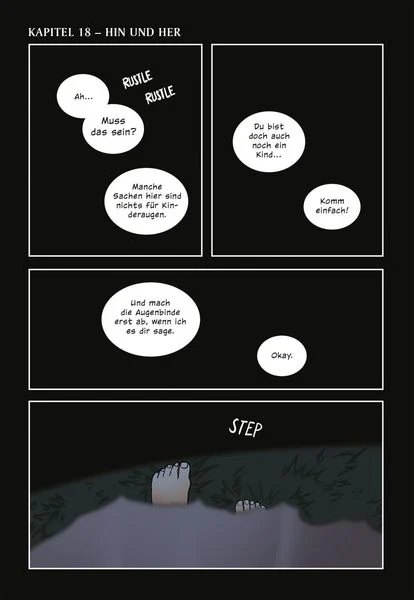 KAPITEL 18 – HIN UND HER
RUSTLE
RUSTLE
Ah...
Muss
das sein?
Manche
Sachen hier sind
nichts für Kin-
deraugen.
Du bist
doch auch
noch ein
Kind...
Komm
einfach!
Und mach
die Augenbinde
erst ab, wenn ich
es dir sage.
Okay.
STEP